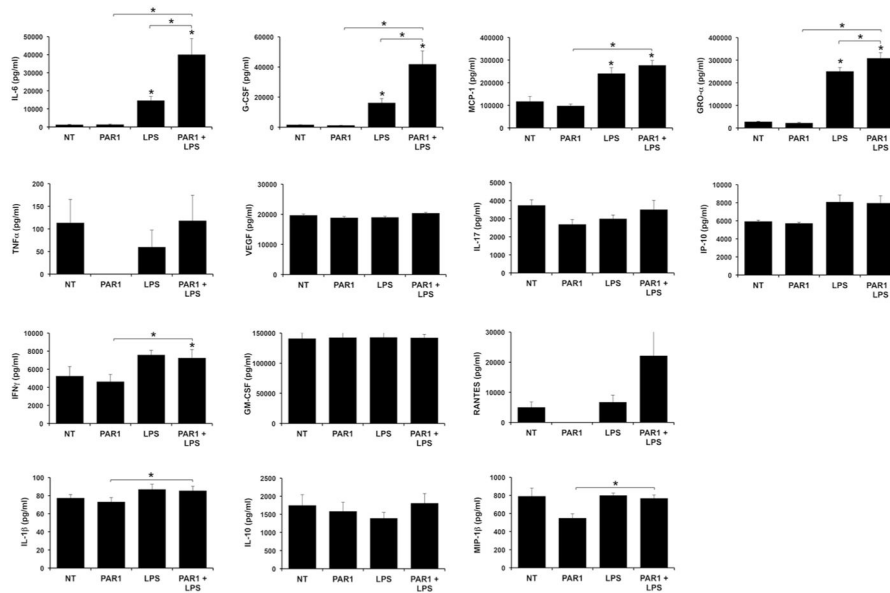 IL-6 (pg/ml)
50000
40000
30000
20000
10000
0
*
*
*
*
NT PAR1 LPS PAR1 +
LPS
G-CSF (pg/ml)
60000
40000
20000
0
*
*
*
*
NT PAR1 LPS PAR1 +
LPS
MCP-1 (pg/ml)
400000
300000
200000
100000
0
*
*
*
NT PAR1 LPS PAR1 +
LPS
GRO-α (pg/ml)
400000
300000
200000
100000
0
*
*
*
*
NT PAR1 LPS PAR1 +
LPS
TNFα (pg/ml)
200
150
100
50
0
NT PAR1 LPS PAR1 +
LPS
VEGF (pg/ml)
30000
20000
10000
0
NT PAR1 LPS PAR1 +
LPS
IL-17 (pg/ml)
5000
4000
3000
2000
1000
0
NT PAR1 LPS PAR1 +
LPS
IP-10 (pg/ml)
12000
10000
8000
6000
4000
2000
0
NT PAR1 LPS PAR1 +
LPS
IFNγ (pg/ml)
10000
8000
6000
4000
2000
0
*
*
NT PAR1 LPS PAR1 +
LPS
GM-CSF (pg/ml)
150000
100000
50000
0
NT PAR1 LPS PAR1 +
LPS
RANTES (pg/ml)
30000
20000
10000
0
NT PAR1 LPS PAR1 +
LPS
IL-1β (pg/ml)
100
80
60
40
20
0
*
NT PAR1 LPS PAR1 +
LPS
IL-10 (pg/ml)
2500
2000
1500
1000
500
0
NT PAR1 LPS PAR1 +
LPS
MIP-1β (pg/ml)
1000
800
600
400
200
0
*
NT PAR1 LPS PAR1 +
LPS